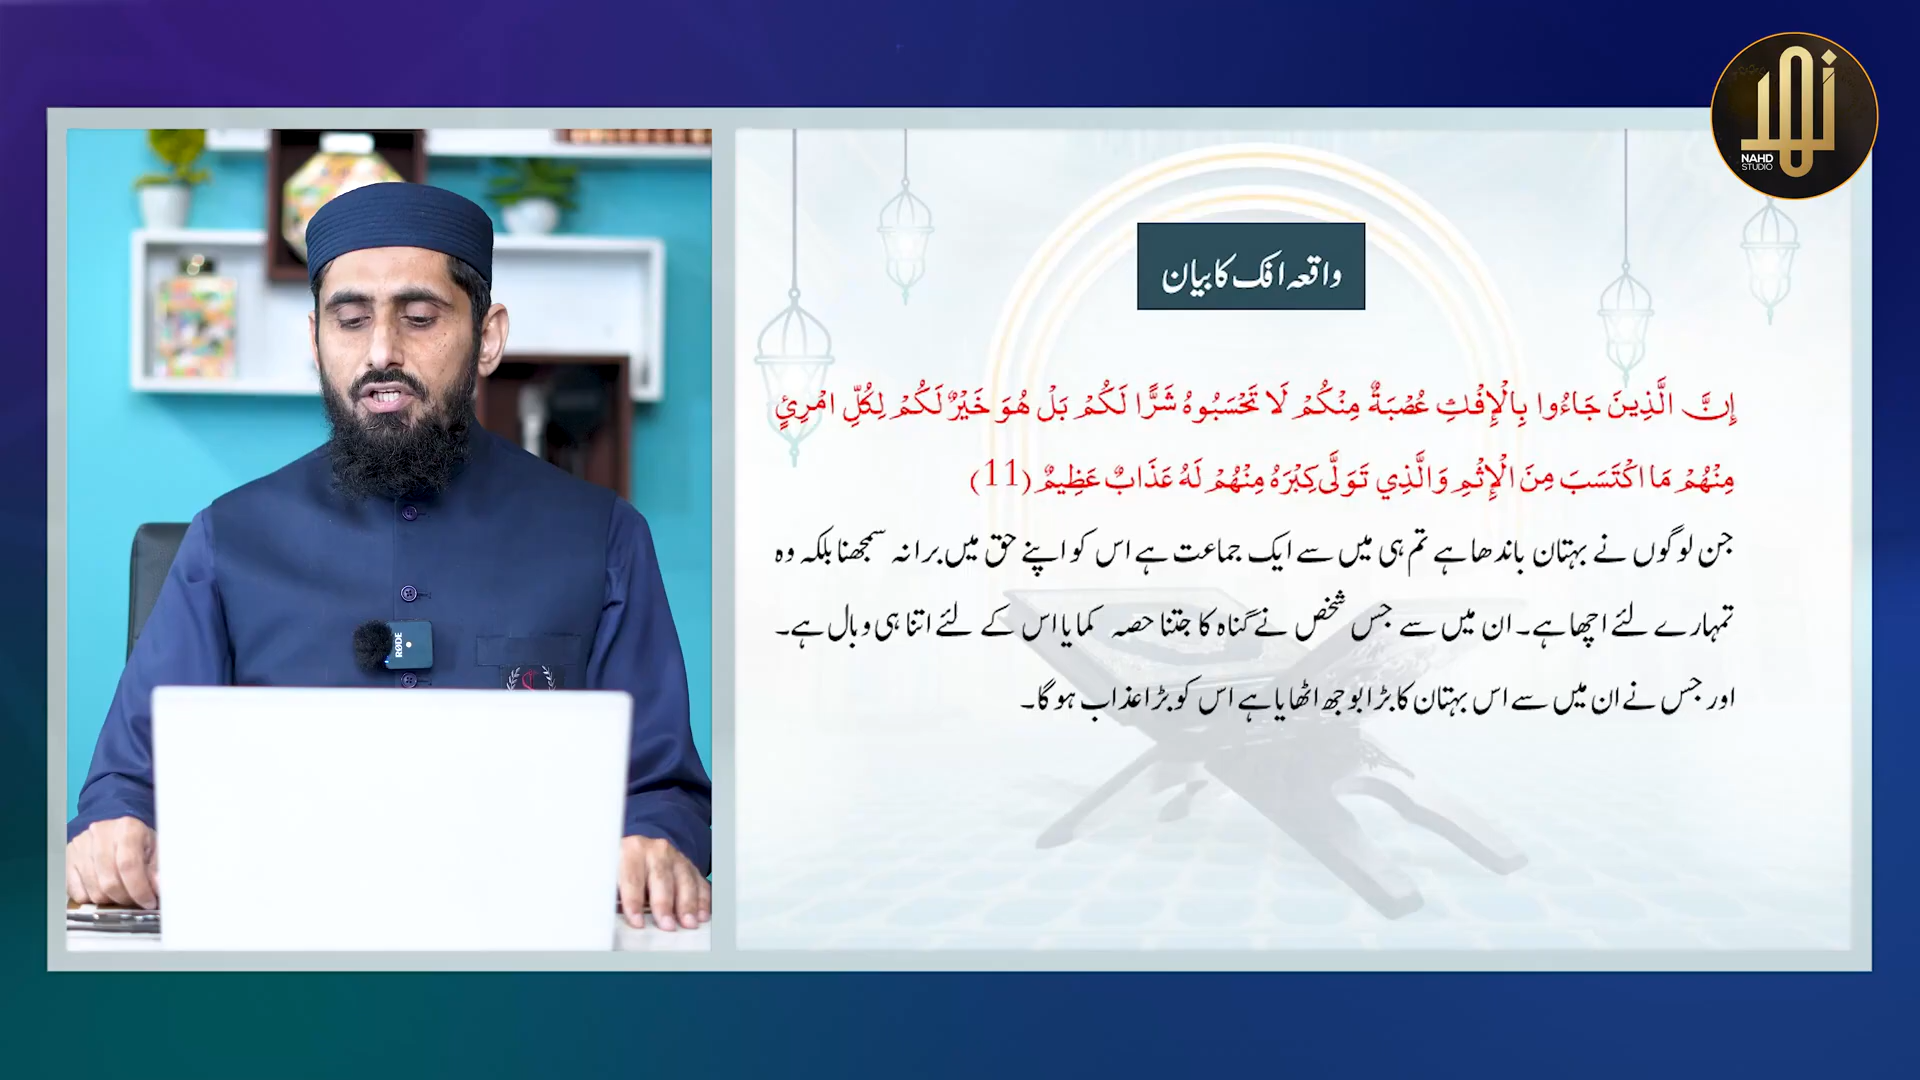 نهد
NAHD
STUDIO
واقعہ افک کا بیان
إِنَّ الَّذِينَ جَاءُوا بِالْإِفْكِ عُصْبَةٌ مِنْكُمْ لَا تَحْسَبُوهُ شَرًّا لَكُمْ بَلْ هُوَ خَيْرٌ لَكُمْ لِكُلِّ امْرِئٍ
مِنْهُمْ مَا اكْتَسَبَ مِنَ الْإِثْمِ وَالَّذِي تَوَلَّى كِبْرَهُ مِنْهُمْ لَهُ عَذَابٌ عَظِيمٌ (11)
جن لوگوں نے بہتان باندھا ہے تم ہی میں سے ایک جماعت ہے اس کو اپنے حق میں برا نہ سمجھنا بلکہ وہ
تمہارے لئے اچھا ہے۔ ان میں سے جس شخص نے گناہ کا جتنا حصہ کمایا اس کے لئے اتنا ہی وبال ہے۔
اور جس نے ان میں سے اس بہتان کا بڑا بوجھ اٹھایا ہے اس کو بڑا عذاب ہو گا۔
RØDE